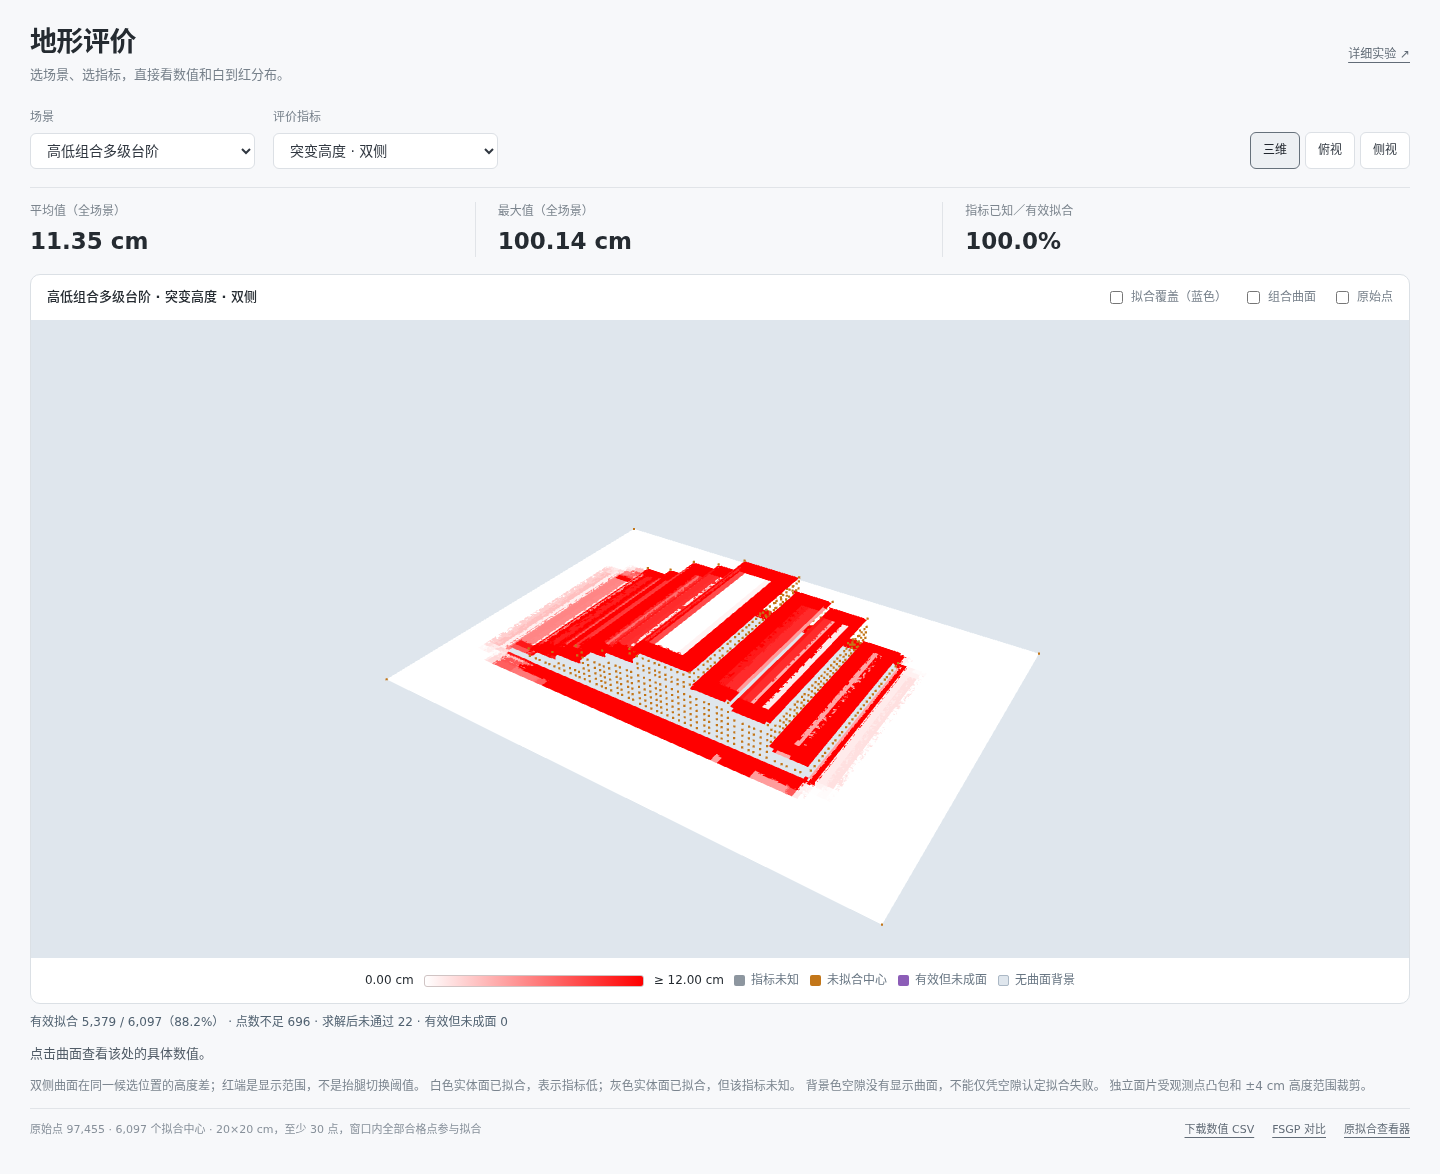 地形评价
选场景、选指标，直接看数值和白到红分布。
详细实验 ↗
场景
评价指标
高低组合多级台阶
突变高度 · 双侧
三维
俯视
侧视
平均值（全场景）
最大值（全场景）
指标已知／有效拟合
11.35 cm
100.14 cm
100.0%
高低组合多级台阶 · 突变高度 · 双侧
拟合覆盖（蓝色）
组合曲面
原始点
0.00 cm
≥ 12.00 cm
指标未知
未拟合中心
有效但未成面
无曲面背景
有效拟合 5,379 / 6,097（88.2%） · 点数不足 696 · 求解后未通过 22 · 有效但未成面 0
点击曲面查看该处的具体数值。
双侧曲面在同一候选位置的高度差；红端是显示范围，不是抬腿切换阈值。 白色实体面已拟合，表示指标低；灰色实体面已拟合，但该指标未知。 背景色空隙没有显示曲面，不能仅凭空隙认定拟合失败。 独立面片受观测点凸包和 ±4 cm 高度范围裁剪。
原始点 97,455 · 6,097 个拟合中心 · 20×20 cm，至少 30 点，窗口内全部合格点参与拟合
下载数值 CSV
FSGP 对比
原拟合查看器